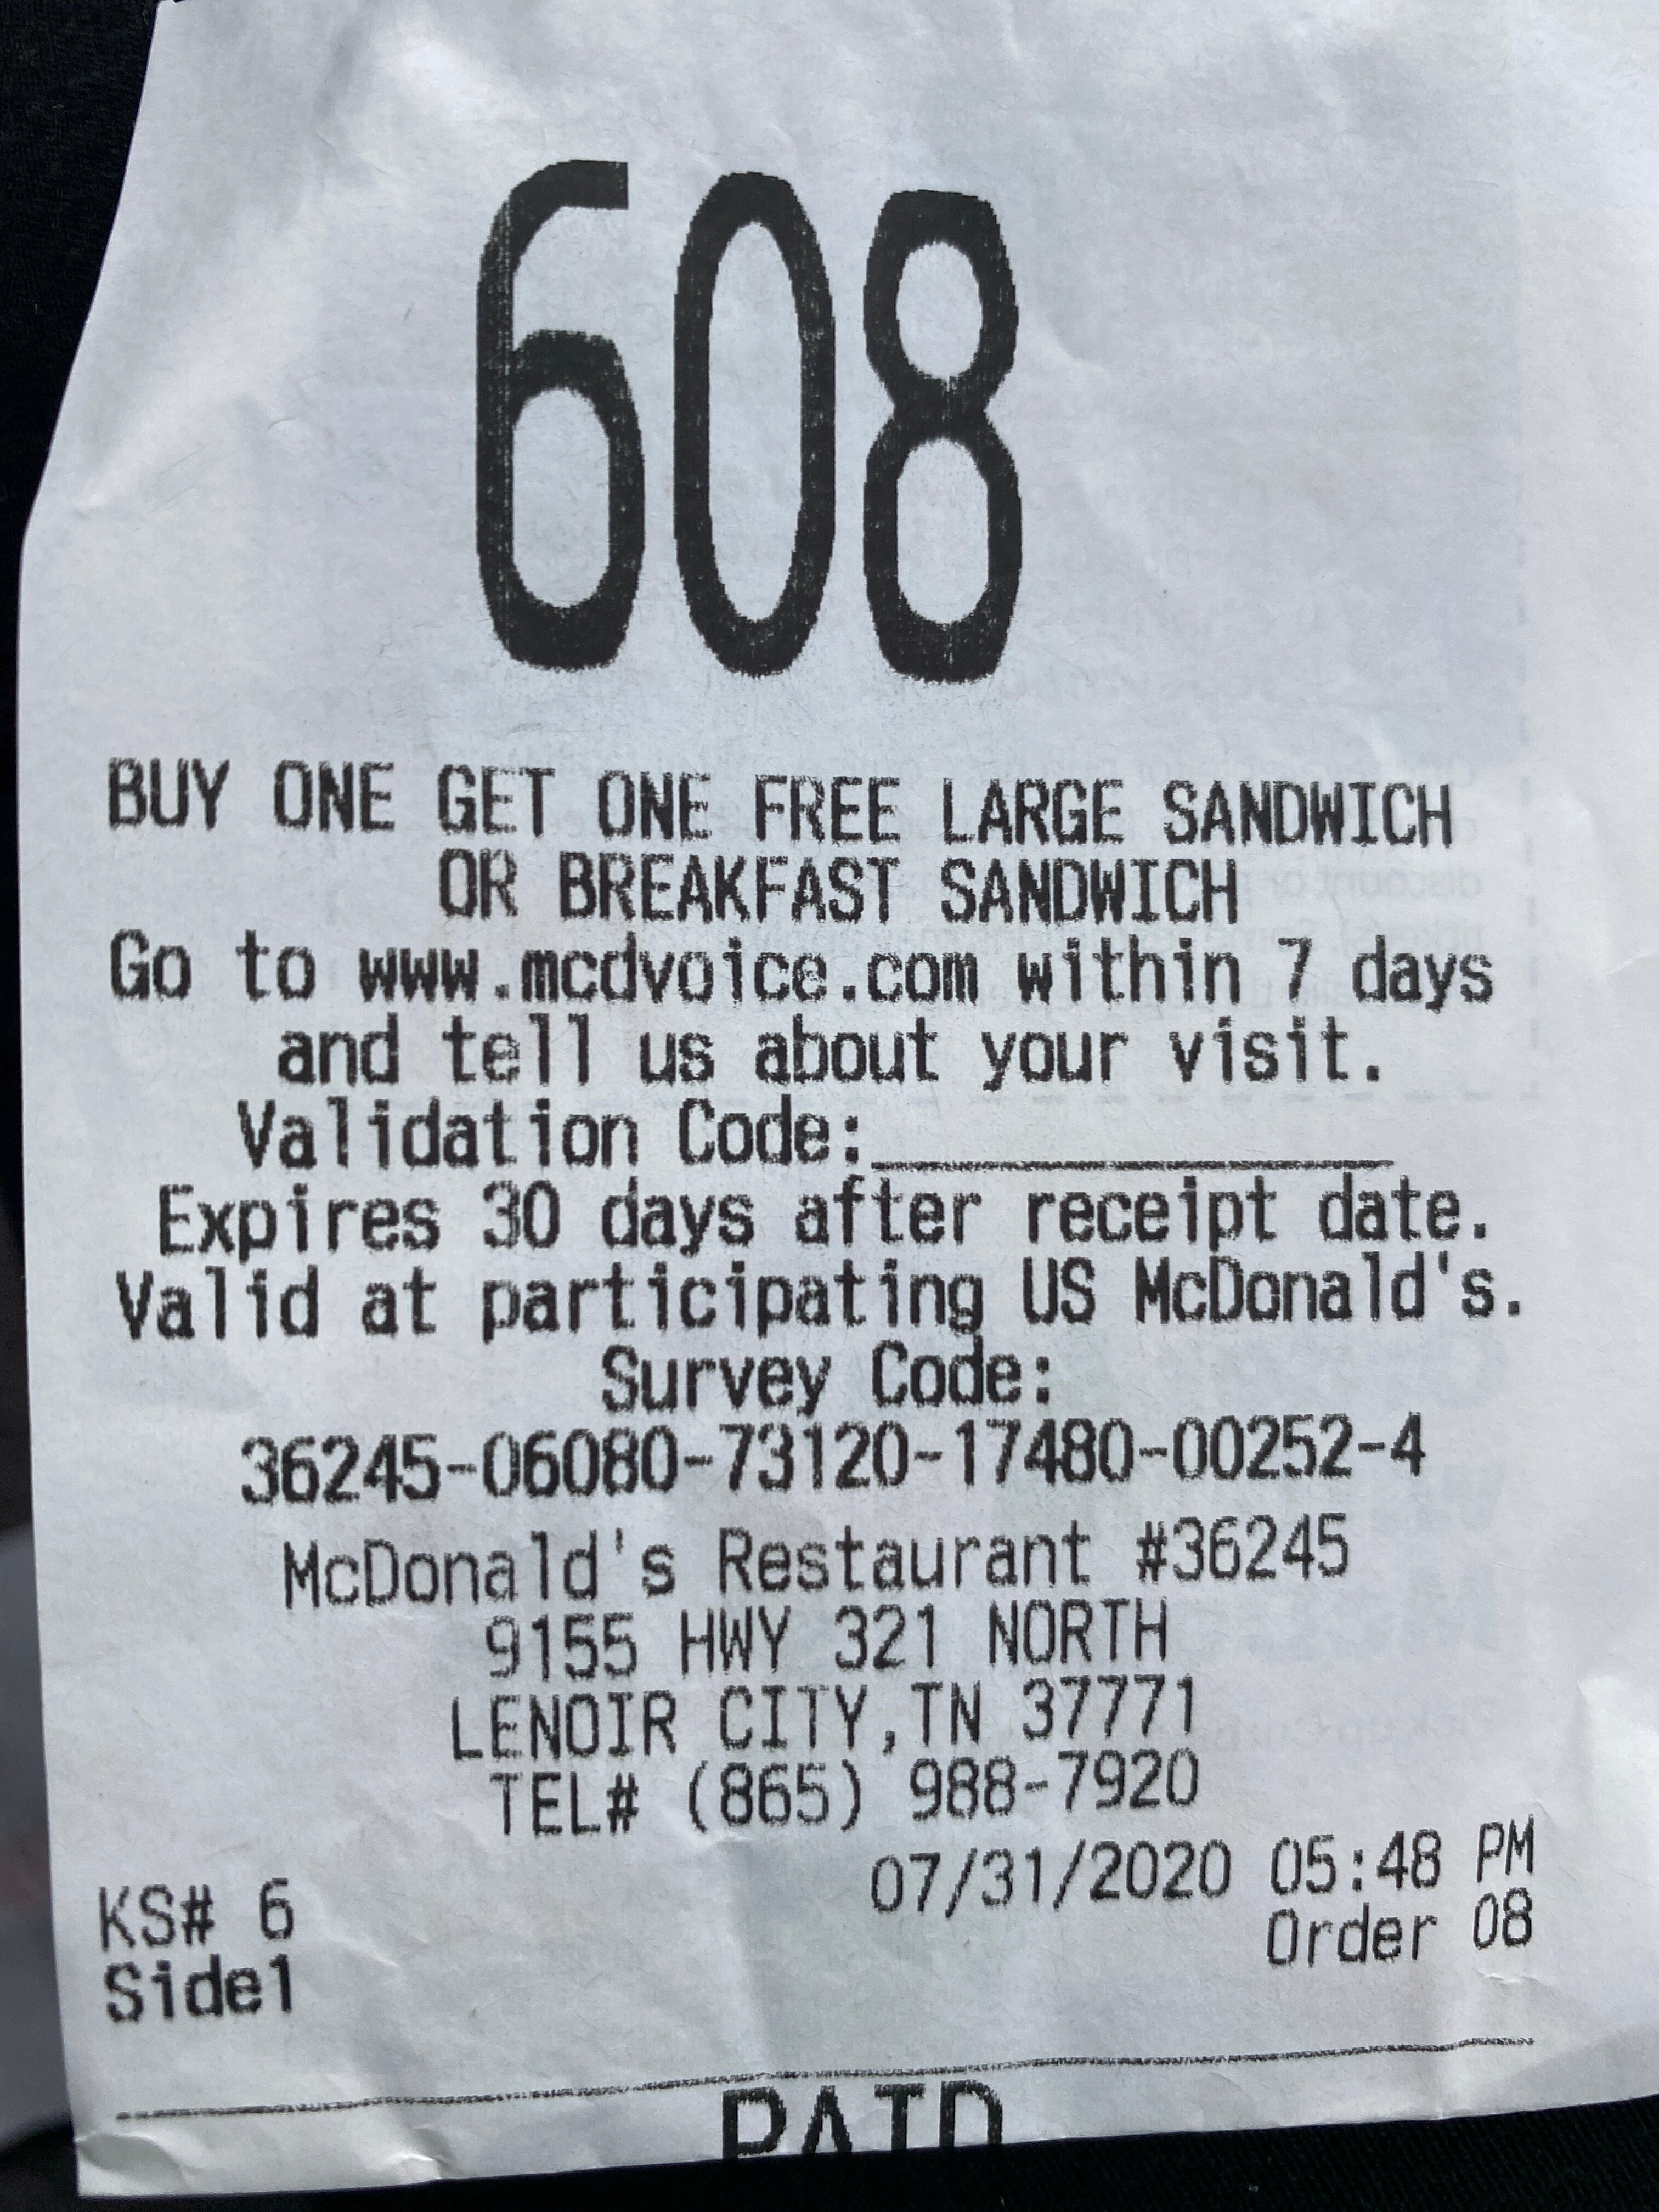 608
BUY ONE GET ONE FREE LARGE SANDWICH
OR BREAKFAST SANDWICH
Go to www.mcdvoice.com within 7 days
and tell us about your visit.
Validation Code:_____________
Expires 30 days after receipt date.
Valid at participating US McDonald's.
Survey Code:
36245-06080-73120-17480-00252-4
McDonald's Restaurant #36245
9155 HWY 321 NORTH
LENOIR CITY,TN 37771
TEL# (865) 988-7920
KS# 6 07/31/2020 05:48 PM
Side1 Order 08
PAID